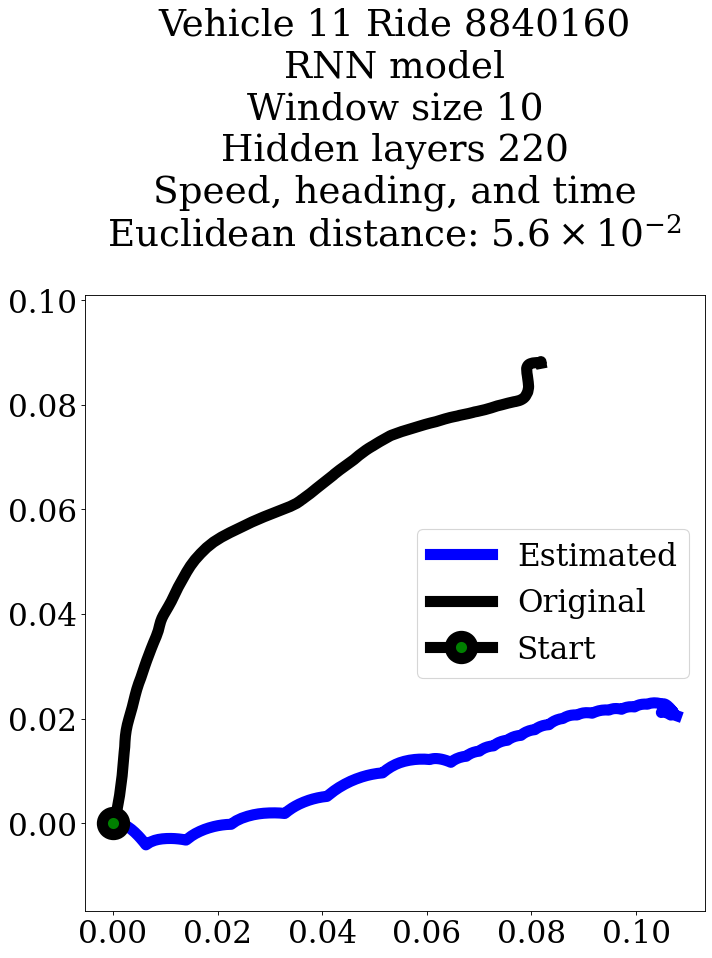 Vehicle 11 Ride 8840160
RNN model
Window size 10
Hidden layers 220
Speed, heading, and time
Euclidean distance: 5.6 × 10⁻²
0.10
0.08
0.06
0.04
0.02
0.00
Estimated
Original
Start
0.00 0.02 0.04 0.06 0.08 0.10